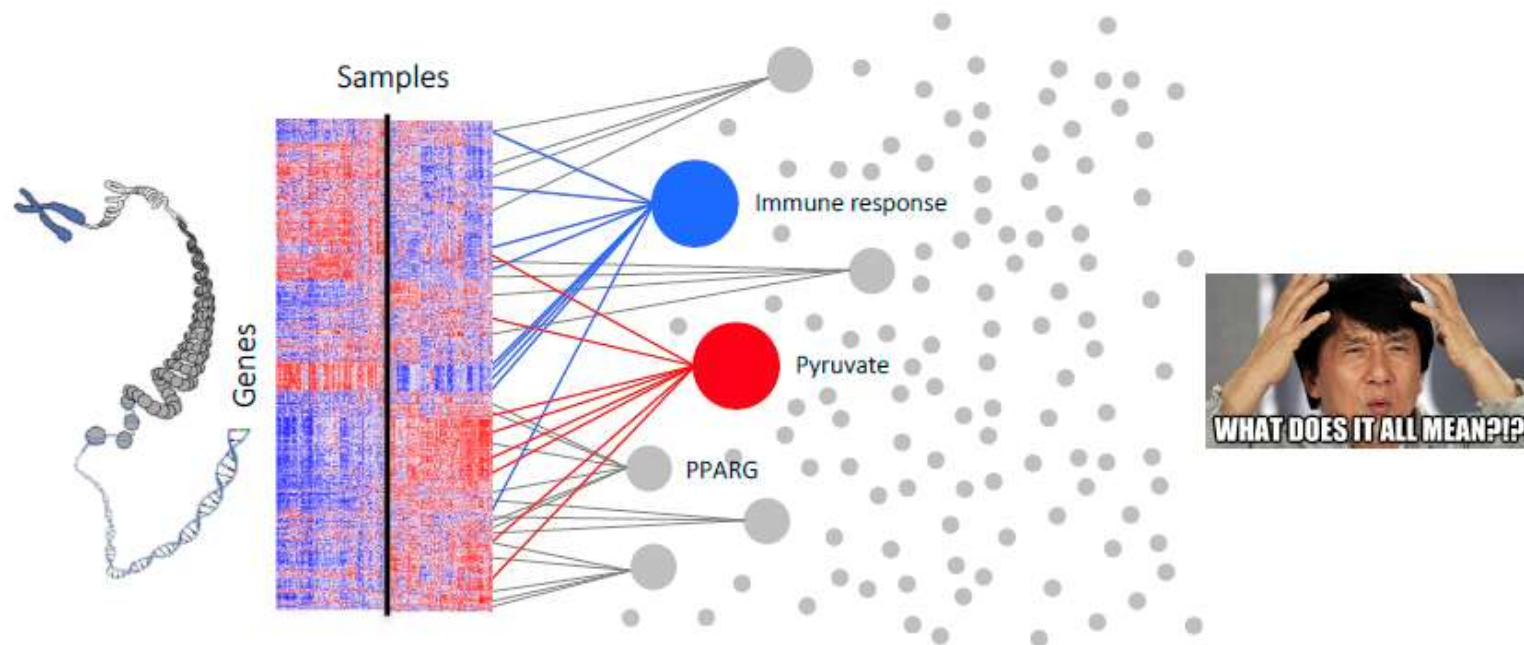 Samples
Genes
Immune response
Pyruvate
PPARG
WHAT DOES IT ALL MEAN?!?